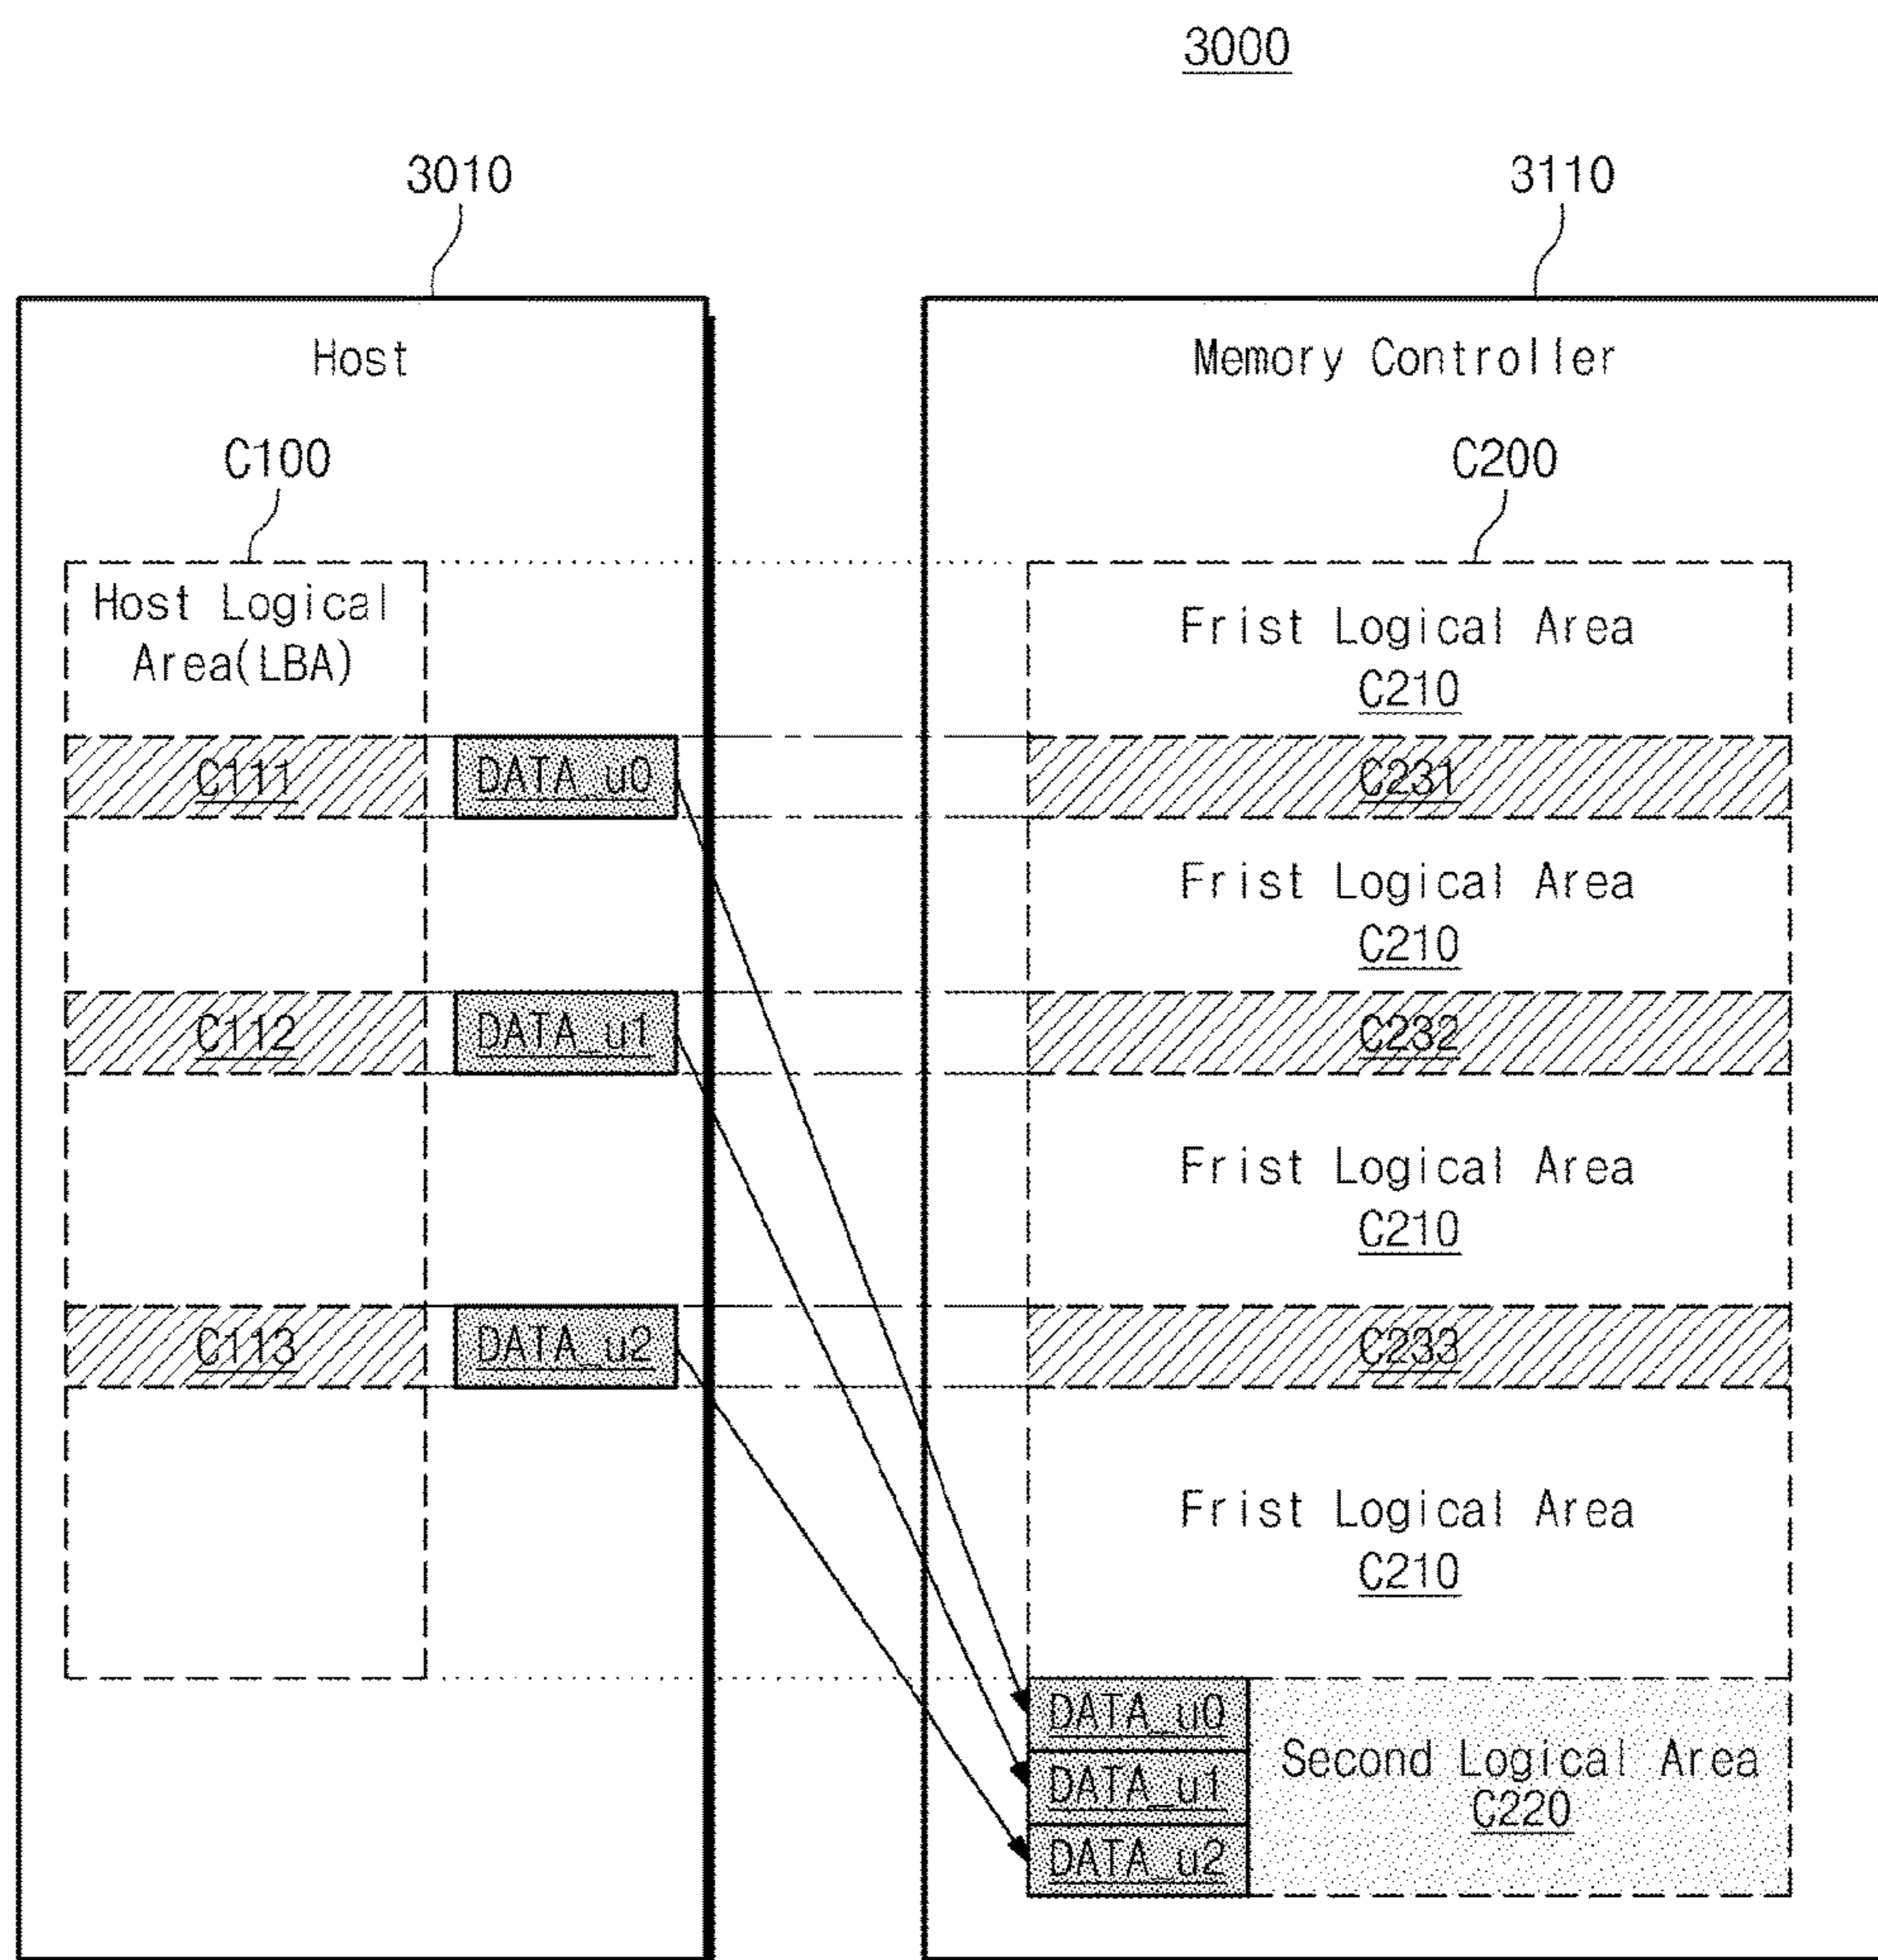 3000
3010
3110
Host
Memory Controller
C100
C200
Host Logical
Area(LBA)
Frist Logical Area
C210
C111
DATA_u0
C231
Frist Logical Area
C210
C112
DATA_u1
C232
Frist Logical Area
C210
C113
DATA_u2
C233
Frist Logical Area
C210
DATA_u0
DATA_u1
DATA_u2
Second Logical Area
C220